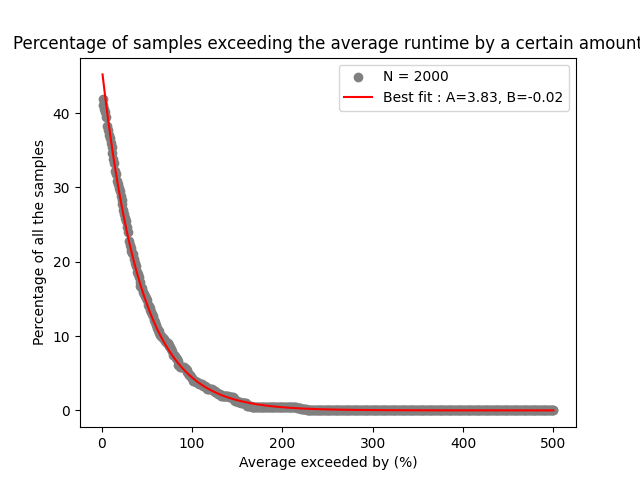 Percentage of samples exceeding the average runtime by a certain amount
N = 2000
Best fit : A=3.83, B=-0.02
Percentage of all the samples
40
30
20
10
0
0 100 200 300 400 500
Average exceeded by (%)